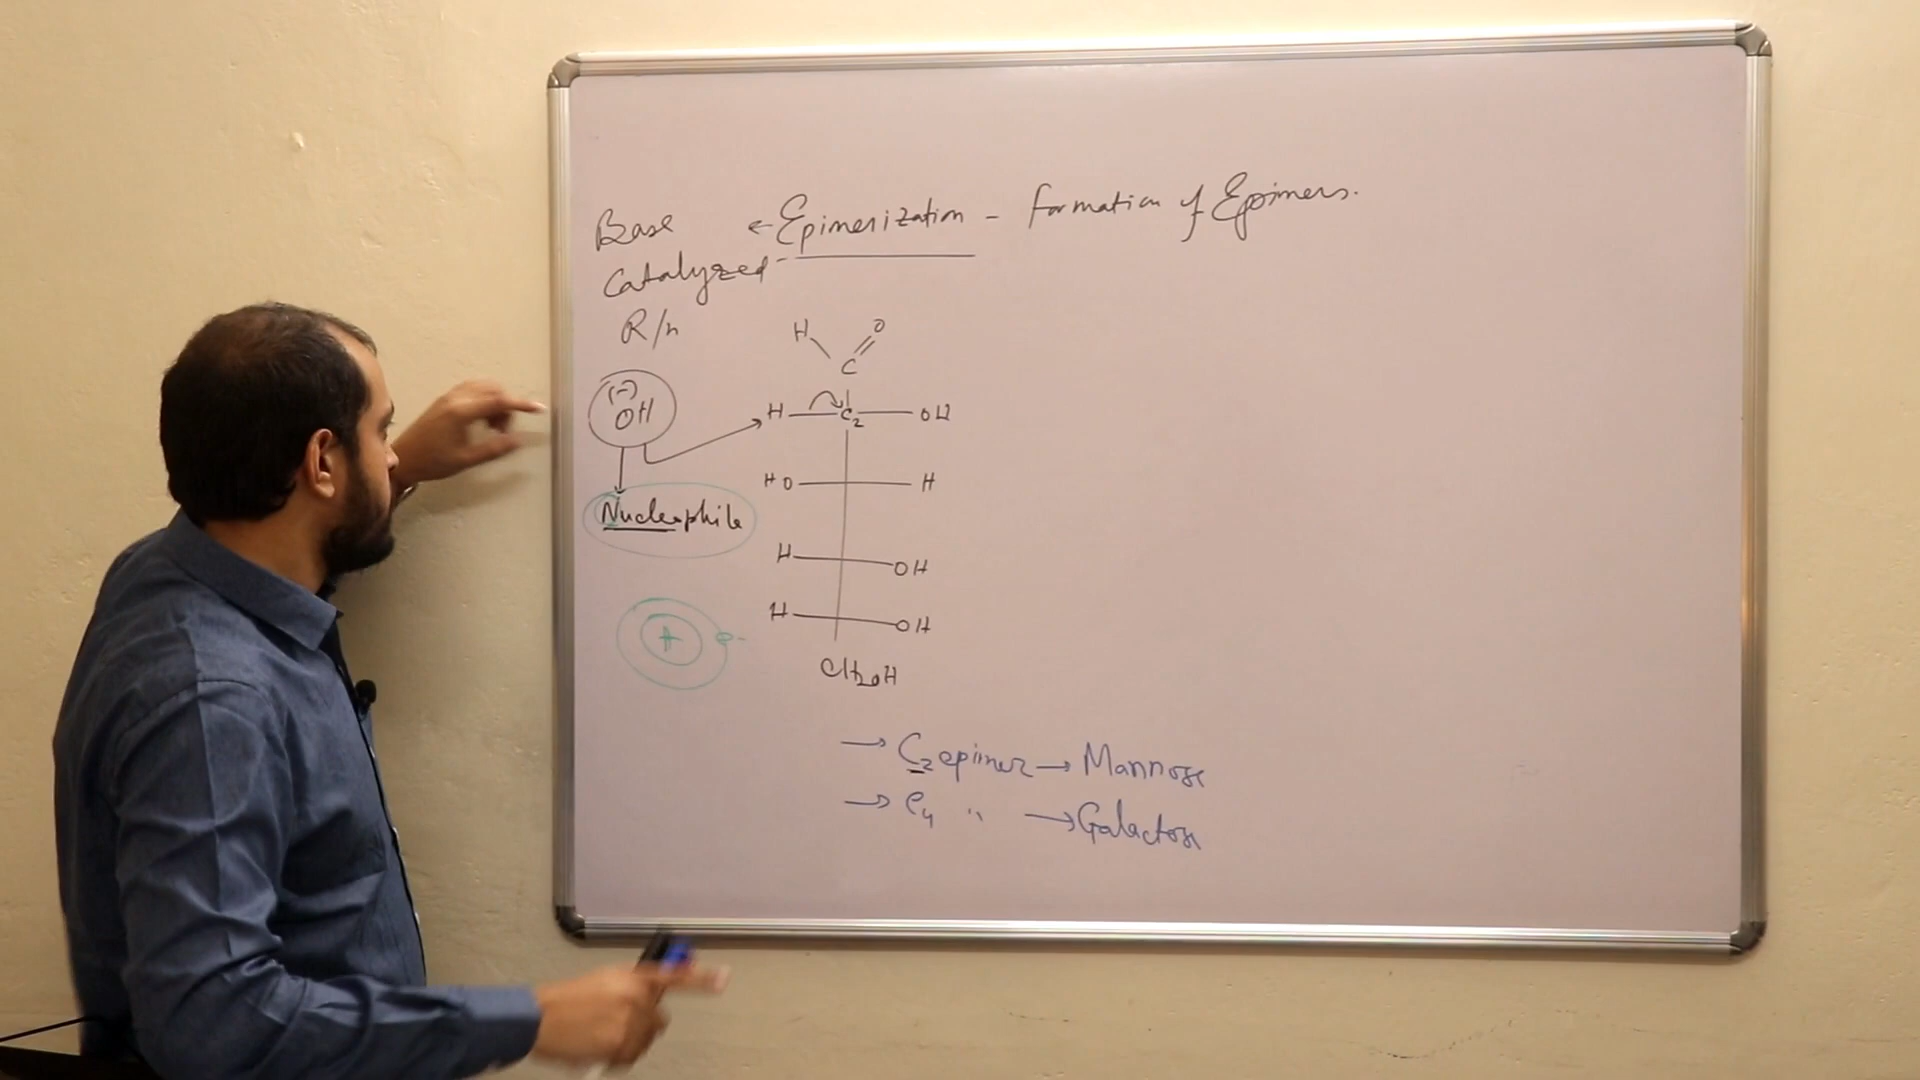 Base ← Epimerization - Formation of Epimers.
Catalyzed
R/n
H O
C
(-)
OH
H C2 OH
HO H
Nucleophile
H OH
+ -
H OH
CH2OH
→ C2 epimer → Mannose
→ C4 " → Galactose